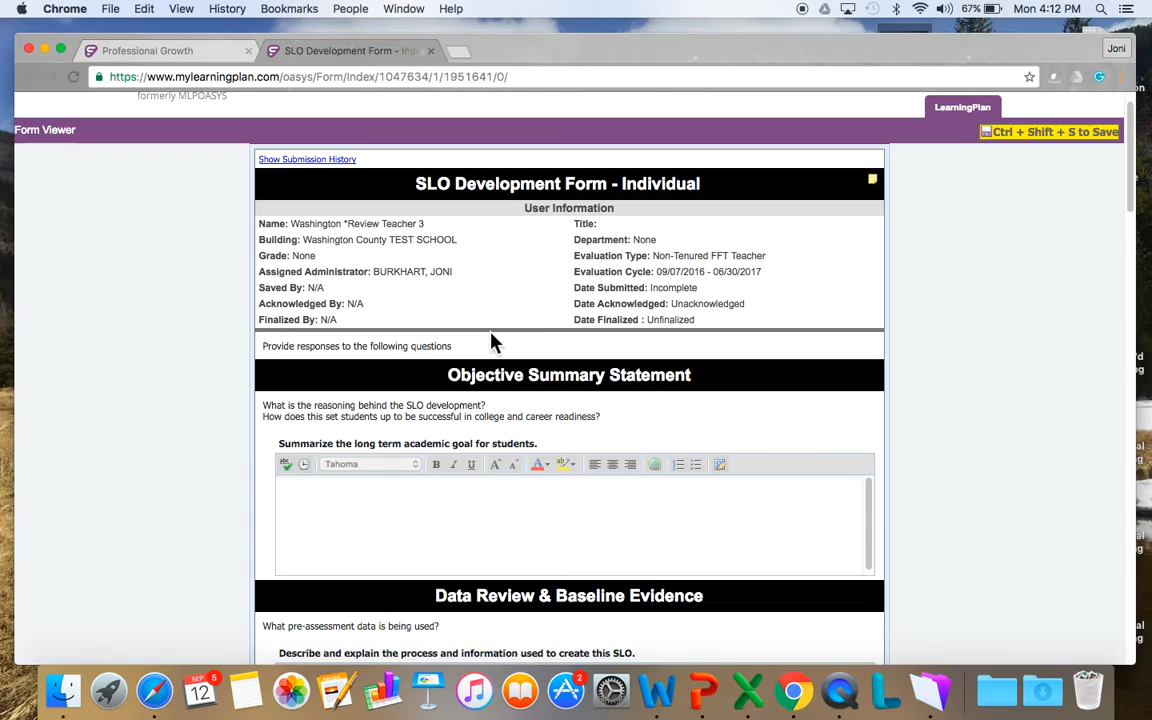 Chrome File Edit View History Bookmarks People Window Help 67% Mon 4:12 PM
Professional Growth × SLO Development Form - Ind ×
Joni
https://www.mylearningplan.com/oasys/Form/Index/1047634/1/1951641/0/
formerly MLPOASYS
LearningPlan
Form Viewer
Ctrl + Shift + S to Save
Show Submission History
SLO Development Form - Individual
User Information
Name: Washington *Review Teacher 3 Title:
Building: Washington County TEST SCHOOL Department: None
Grade: None Evaluation Type: Non-Tenured FFT Teacher
Assigned Administrator: BURKHART, JONI Evaluation Cycle: 09/07/2016 - 06/30/2017
Saved By: N/A Date Submitted: Incomplete
Acknowledged By: N/A Date Acknowledged: Unacknowledged
Finalized By: N/A Date Finalized : Unfinalized
Provide responses to the following questions
Objective Summary Statement
What is the reasoning behind the SLO development?
How does this set students up to be successful in college and career readiness?
Summarize the long term academic goal for students.
abc Tahoma B I U A A A ab
Data Review & Baseline Evidence
What pre-assessment data is being used?
Describe and explain the process and information used to create this SLO.
SEP 12 5 2